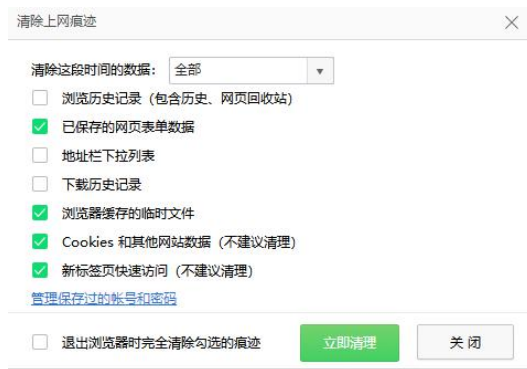 清除上网痕迹
清除这段时间的数据： 全部
浏览历史记录（包含历史、网页回收站）
已保存的网页表单数据
地址栏下拉列表
下载历史记录
浏览器缓存的临时文件
Cookies 和其他网站数据（不建议清理）
新标签页快速访问（不建议清理）
管理保存过的帐号和密码
退出浏览器时完全清除勾选的痕迹 立即清理 关 闭